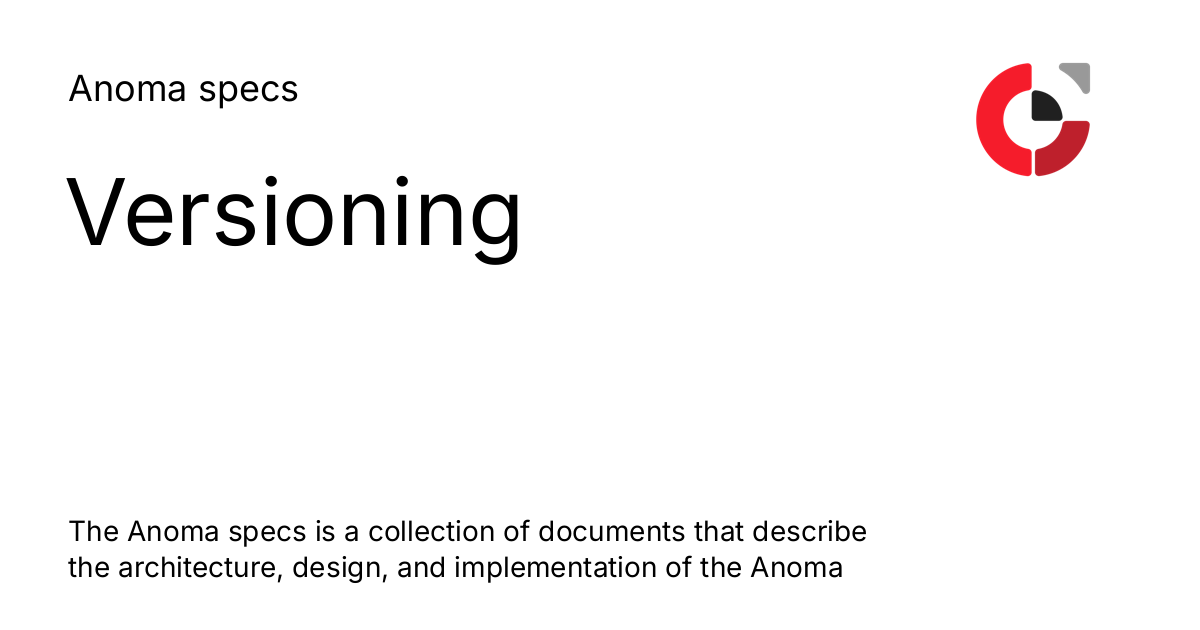 Anoma specs
Versioning
The Anoma specs is a collection of documents that describe
the architecture, design, and implementation of the Anoma